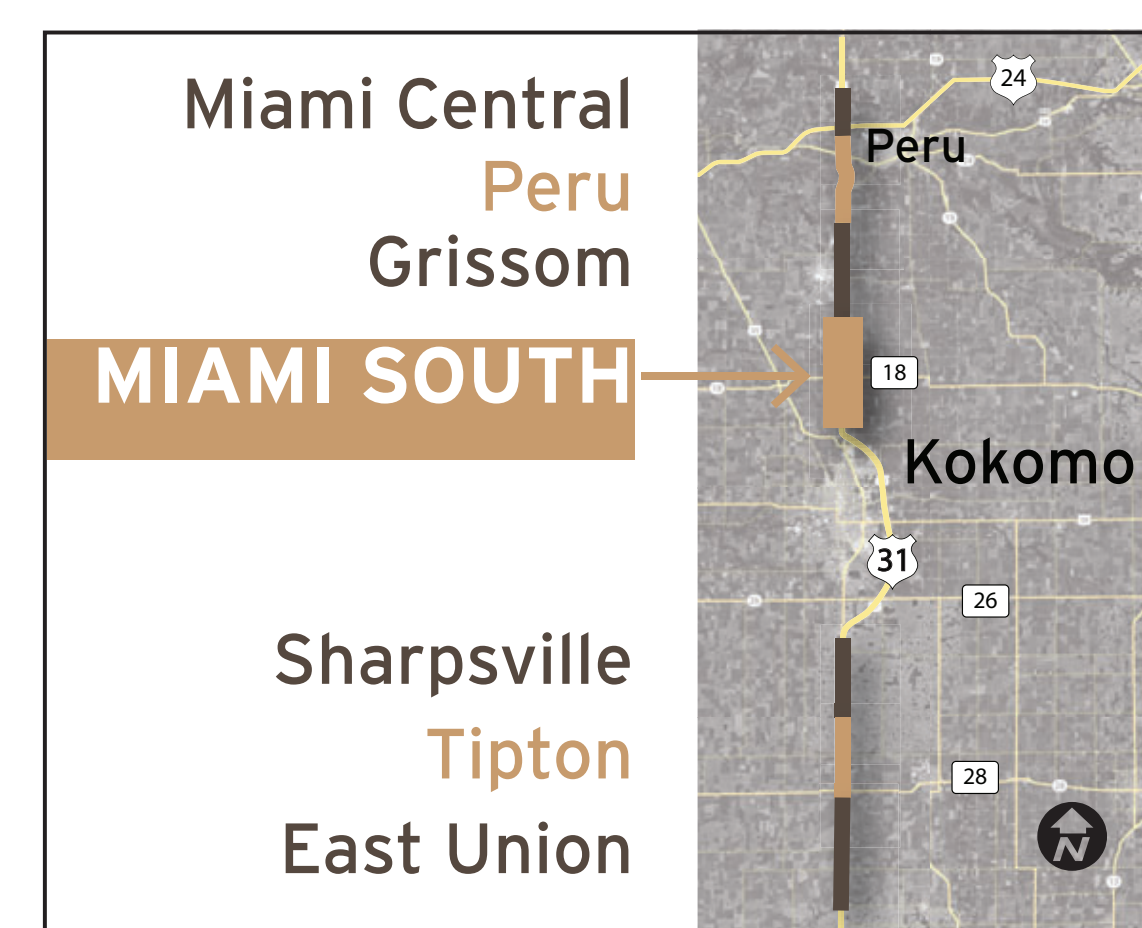 Miami Central
Peru
Grissom
MIAMI SOUTH
Sharpsville
Tipton
East Union
24
Peru
18
Kokomo
31
26
28
N